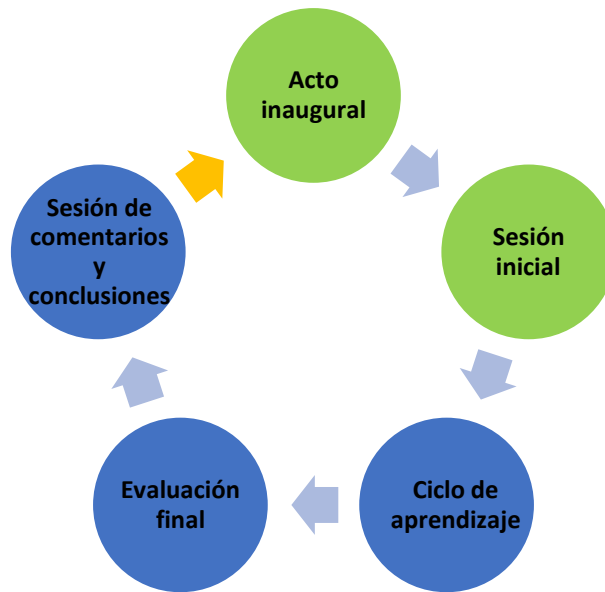 Acto
inaugural
Sesión
inicial
Ciclo de
aprendizaje
Evaluación
final
Sesión de
comentarios
y
conclusiones